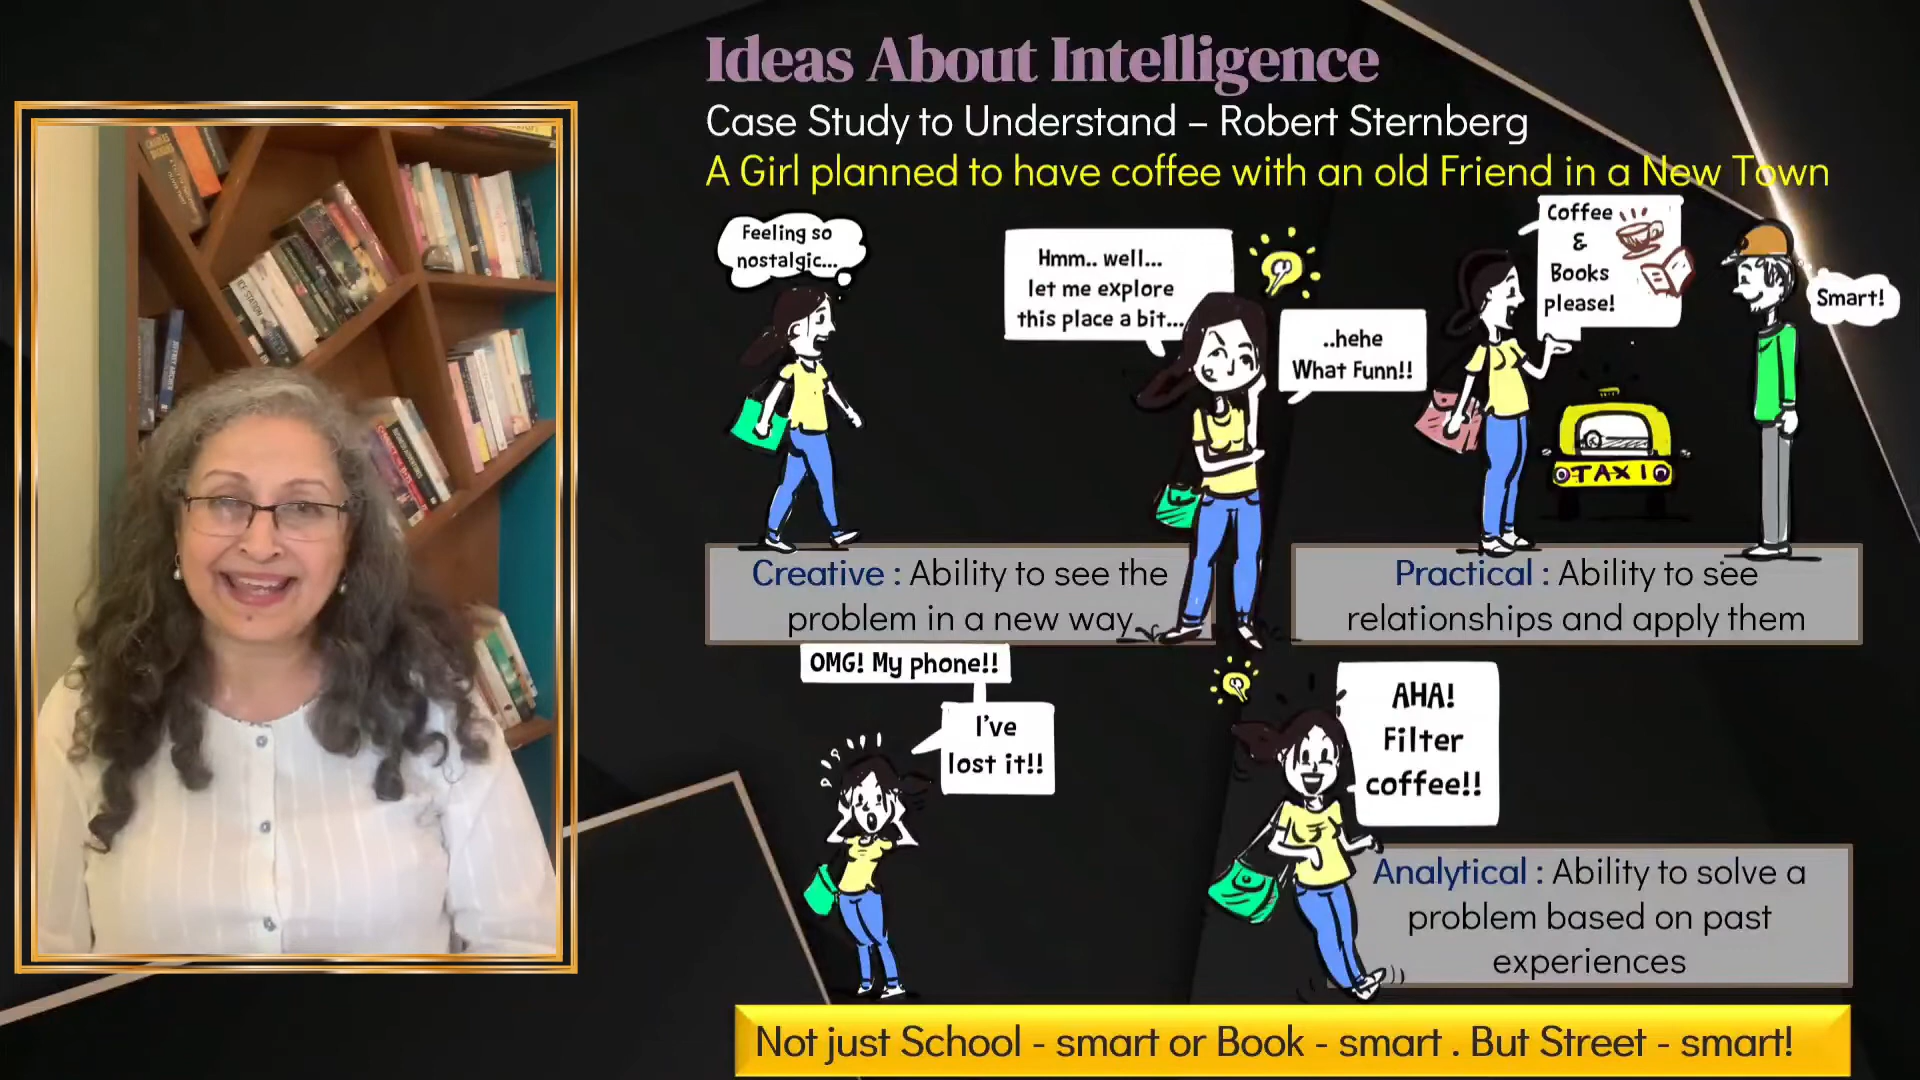 Ideas About Intelligence
Case Study to Understand – Robert Sternberg
A Girl planned to have coffee with an old Friend in a New Town
Feeling so
nostalgic...
Hmm.. well...
let me explore
this place a bit...
..hehe
What Funn!!
Coffee
&
Books
please!
Smart!
TAXI
Creative : Ability to see the
problem in a new way
Practical : Ability to see
relationships and apply them
OMG! My phone!!
I've
lost it!!
AHA!
Filter
coffee!!
Analytical : Ability to solve a
problem based on past
experiences
Not just School - smart or Book - smart . But Street - smart!